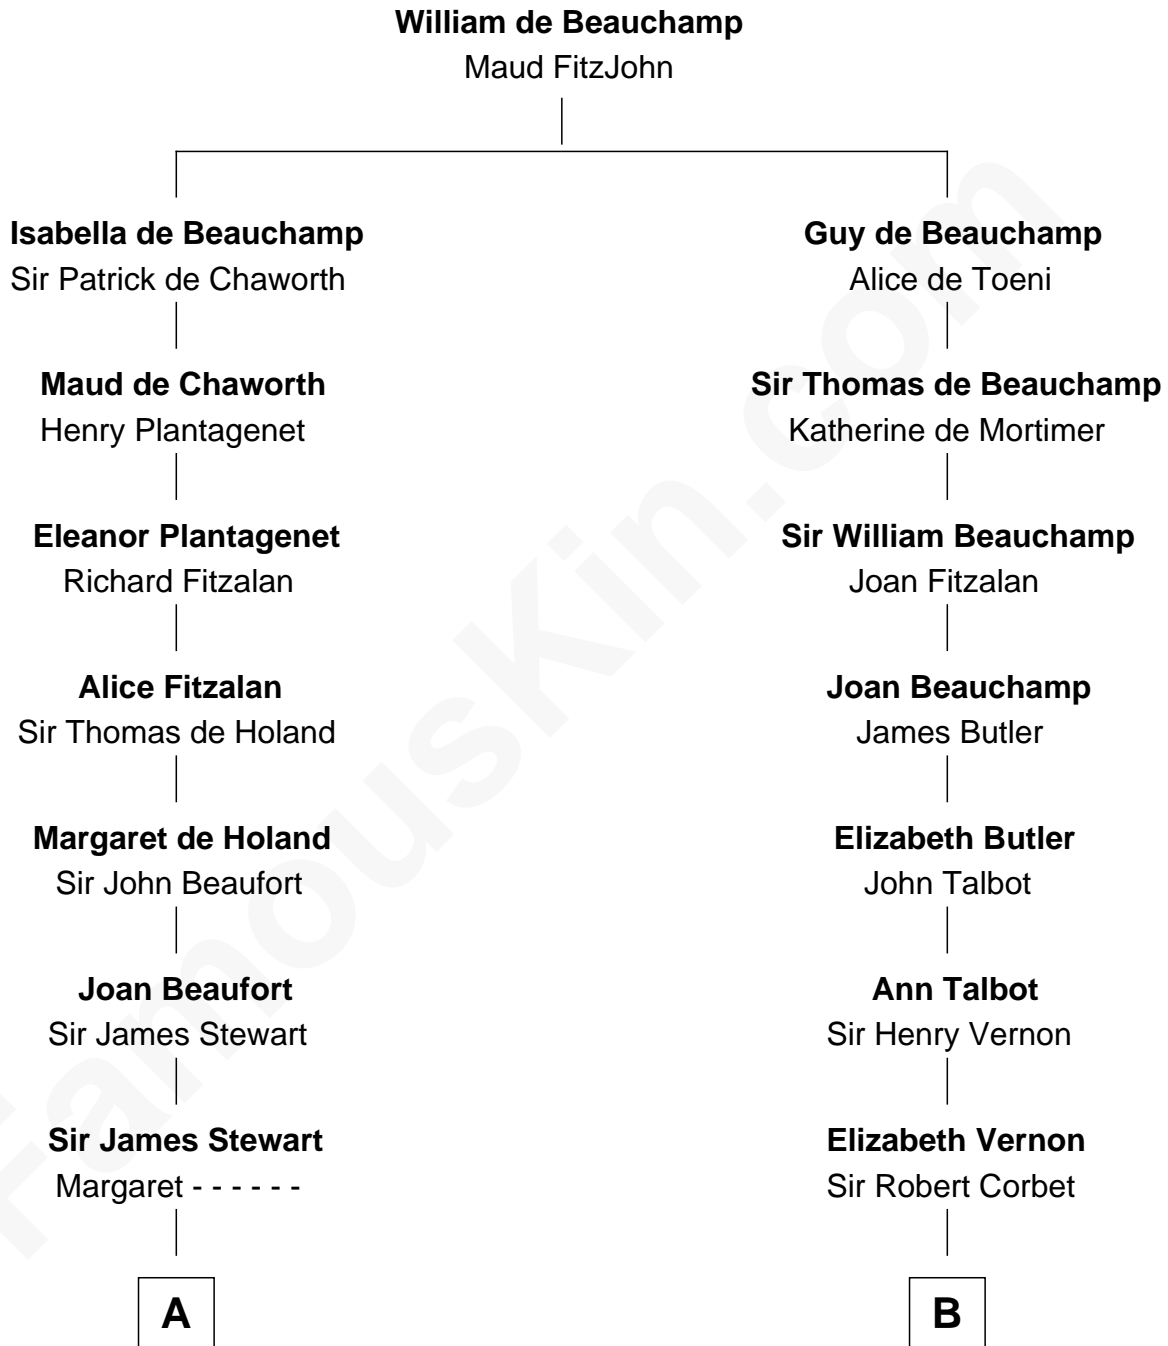 William de Beauchamp
Maud FitzJohn
Isabella de Beauchamp
Sir Patrick de Chaworth
Guy de Beauchamp
Alice de Toeni
Maud de Chaworth
Henry Plantagenet
Sir Thomas de Beauchamp
Katherine de Mortimer
Eleanor Plantagenet
Richard Fitzalan
Sir William Beauchamp
Joan Fitzalan
Alice Fitzalan
Sir Thomas de Holand
Joan Beauchamp
James Butler
Margaret de Holand
Sir John Beaufort
Elizabeth Butler
John Talbot
Joan Beaufort
Sir James Stewart
Ann Talbot
Sir Henry Vernon
Sir James Stewart
Margaret - - - - - -
Elizabeth Vernon
Sir Robert Corbet
A
B
FamousKin.com